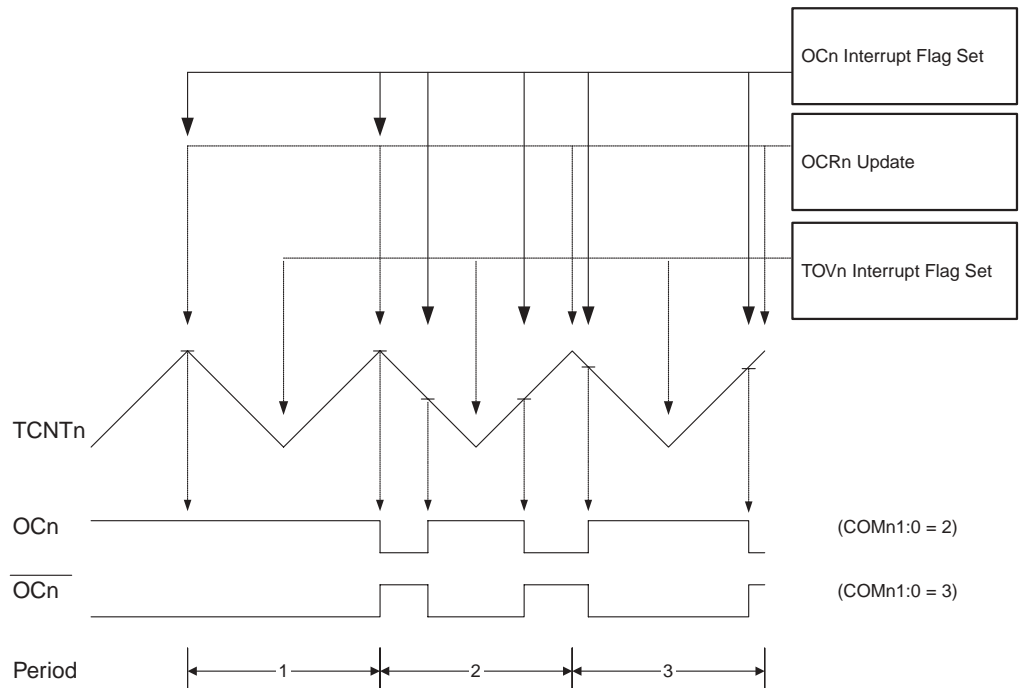 OCn Interrupt Flag Set
OCRn Update
TOVn Interrupt Flag Set
TCNTn
OCn
(COMn1:0 = 2)
OCn
(COMn1:0 = 3)
Period
1
2
3